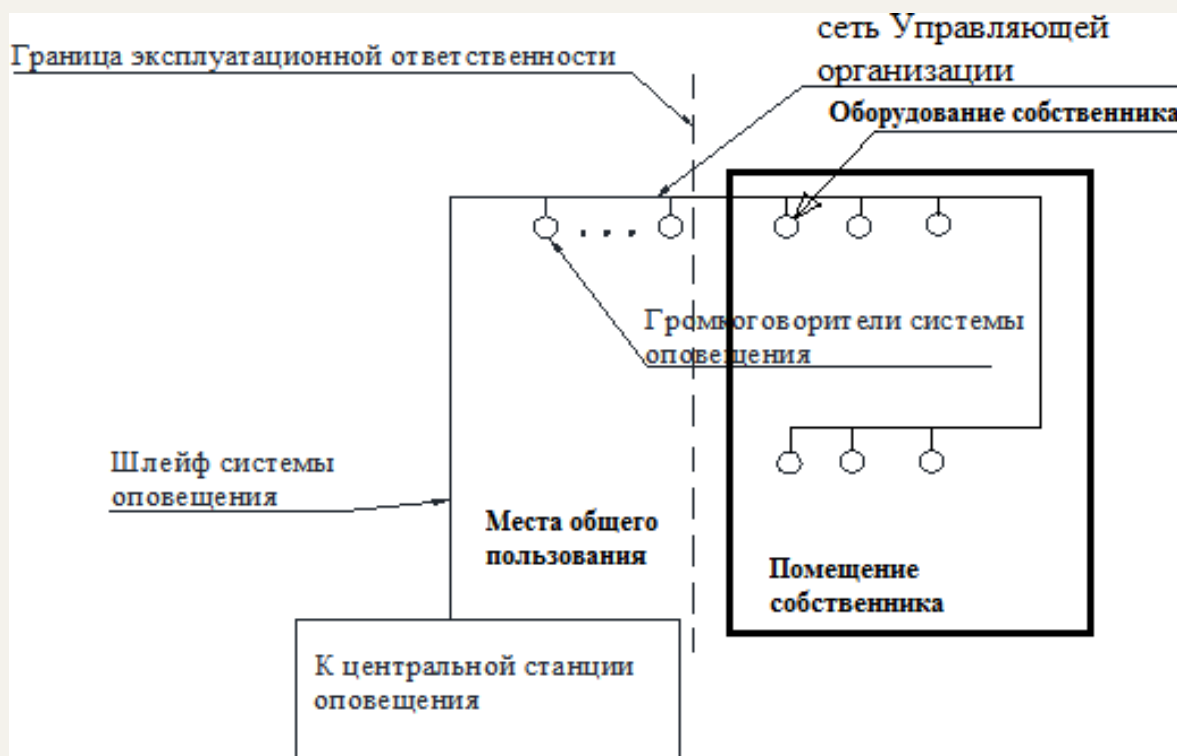 сеть Управляющей
организации
Граница эксплуатационной ответственности
Оборудование собственника
Громкоговорители системы
оповещения
Шлейф системы
оповещения
Места общего
пользования
Помещение
собственника
К центральной станции
оповещения